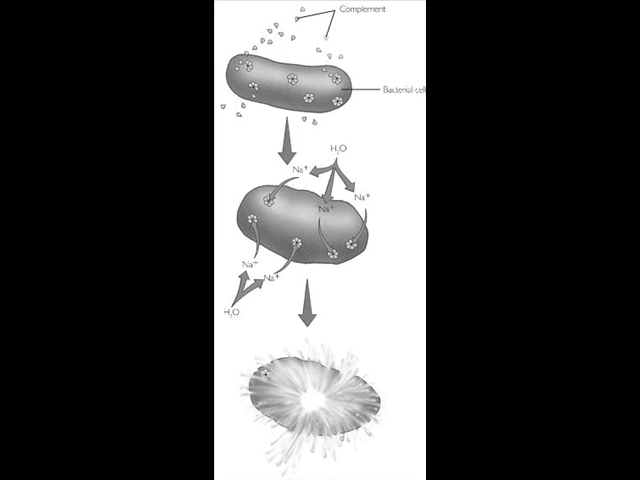 Complement
Bacterial cell
H₂O
Na⁺
Na⁺
Na⁺
Na⁺
Na⁺
H₂O